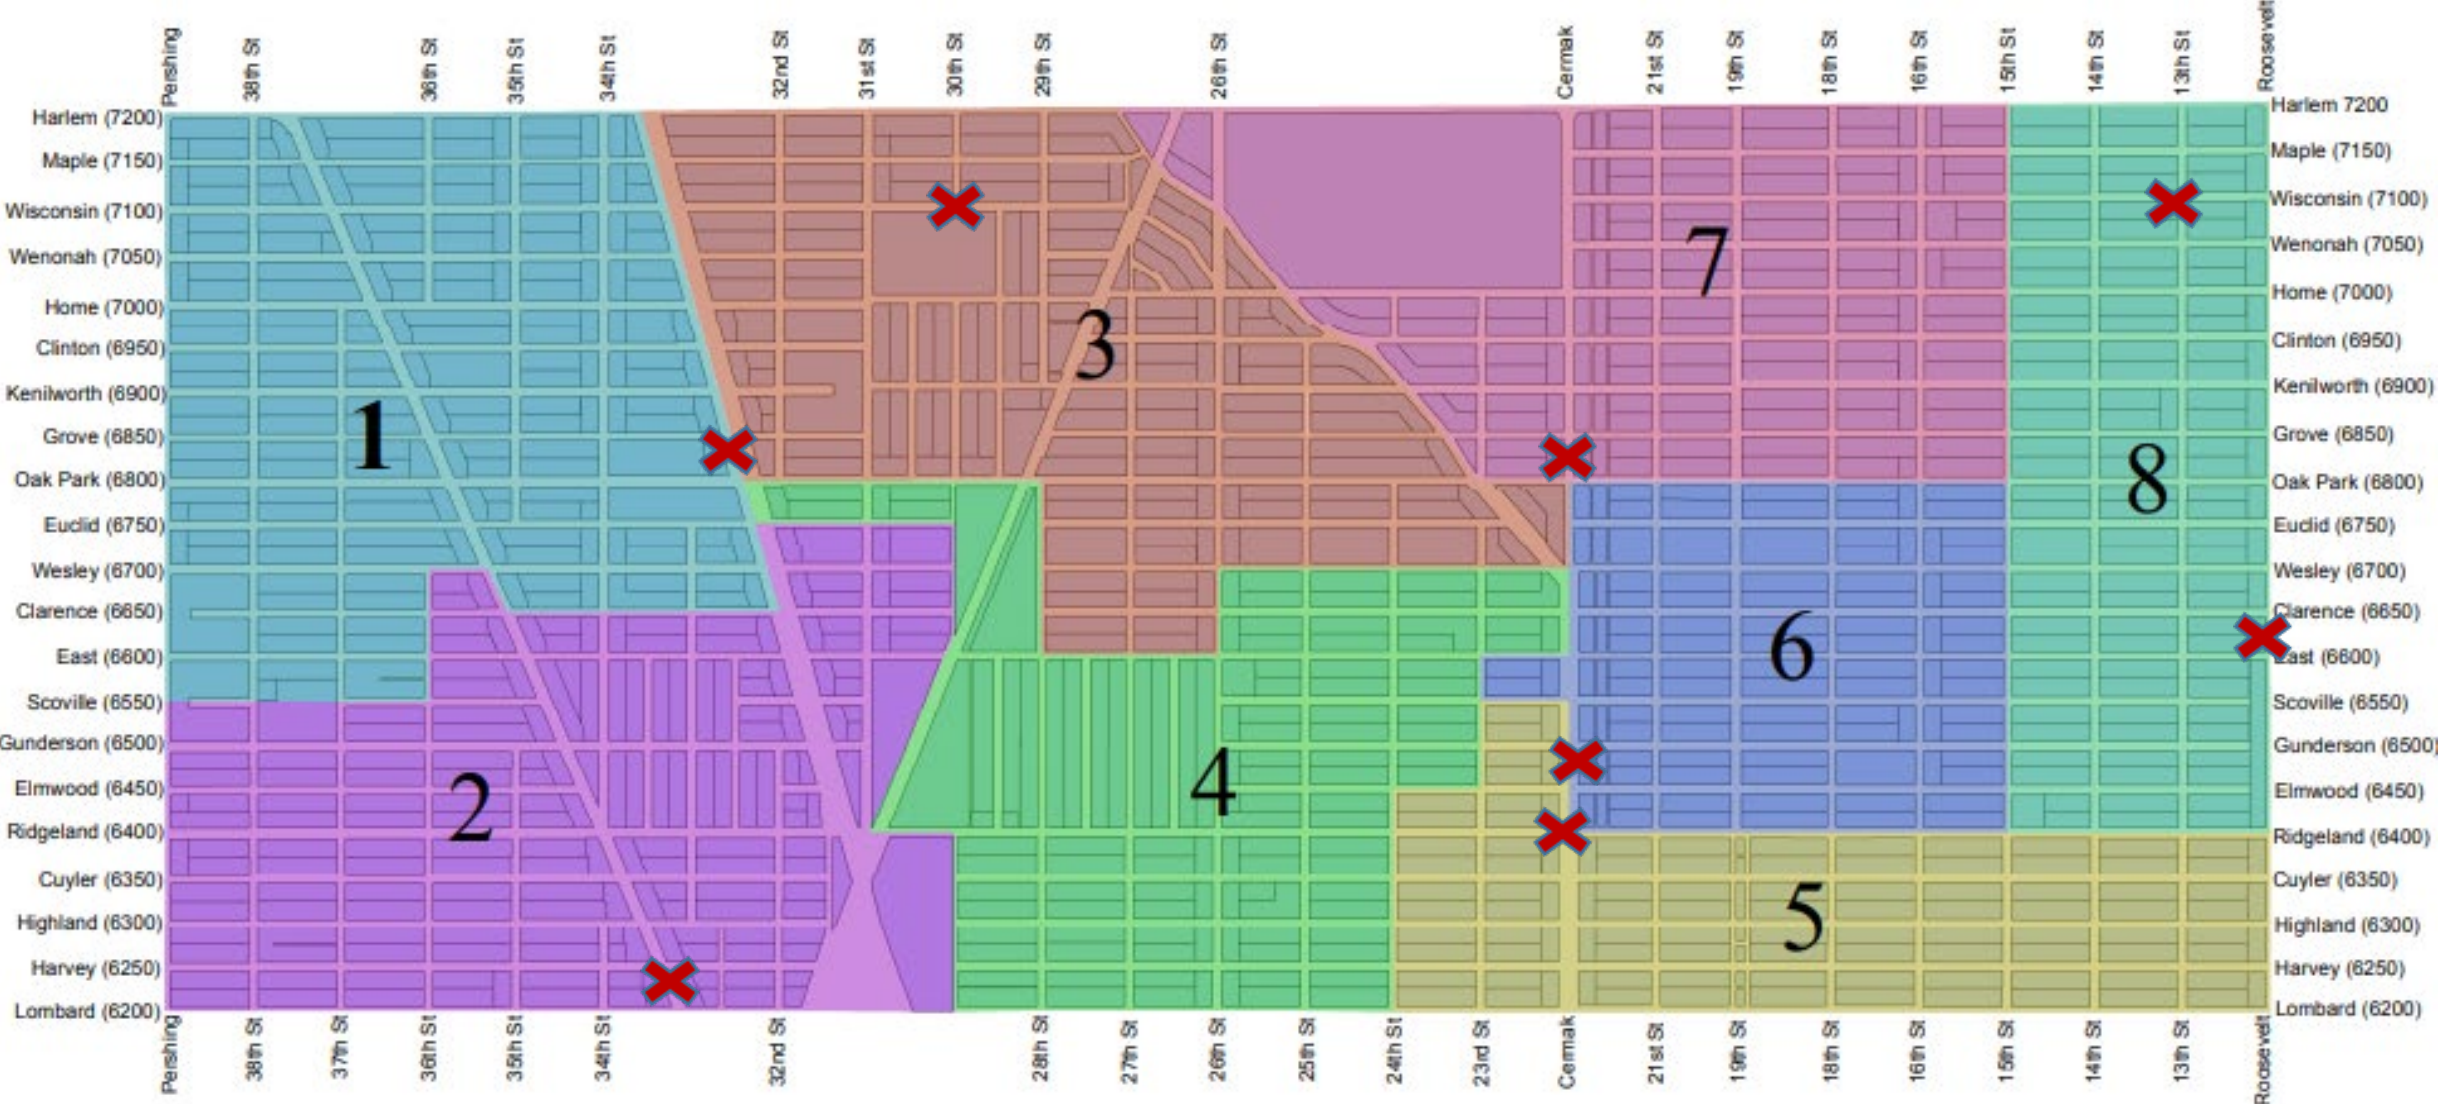 Pershing
38th St
36th St
35th St
34th St
32nd St
31st St
30th St
29th St
26th St
Cermak
21st St
19th St
18th St
16th St
15th St
14th St
13th St
Roosevelt
Harlem (7200)
Maple (7150)
Wisconsin (7100)
Wenonah (7050)
Home (7000)
Clinton (6950)
Kenilworth (6900)
Grove (6850)
Oak Park (6800)
Euclid (6750)
Wesley (6700)
Clarence (6650)
East (6600)
Scoville (6550)
Gunderson (6500)
Elmwood (6450)
Ridgeland (6400)
Cuyler (6350)
Highland (6300)
Harvey (6250)
Lombard (6200)
1
2
3
4
5
6
7
8
Harlem 7200
Maple (7150)
Wisconsin (7100)
Wenonah (7050)
Home (7000)
Clinton (6950)
Kenilworth (6900)
Grove (6850)
Oak Park (6800)
Euclid (6750)
Wesley (6700)
Clarence (6650)
East (6600)
Scoville (6550)
Gunderson (6500)
Elmwood (6450)
Ridgeland (6400)
Cuyler (6350)
Highland (6300)
Harvey (6250)
Lombard (6200)
Pershing
38th St
37th St
36th St
35th St
34th St
32nd St
28th St
27th St
26th St
25th St
24th St
23rd St
Cermak
21st St
19th St
18th St
16th St
15th St
14th St
13th St
Roosevelt